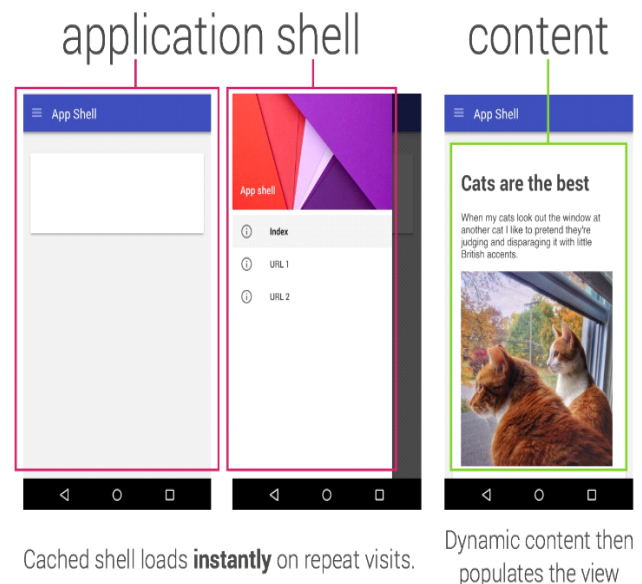 application shell
content
App Shell
App shell
Index
URL 1
URL 2
App Shell
Cats are the best
When my cats look out the window at
another cat I like to pretend they're
judging and disparaging it with little
British accents.
Cached shell loads instantly on repeat visits.
Dynamic content then
populates the view